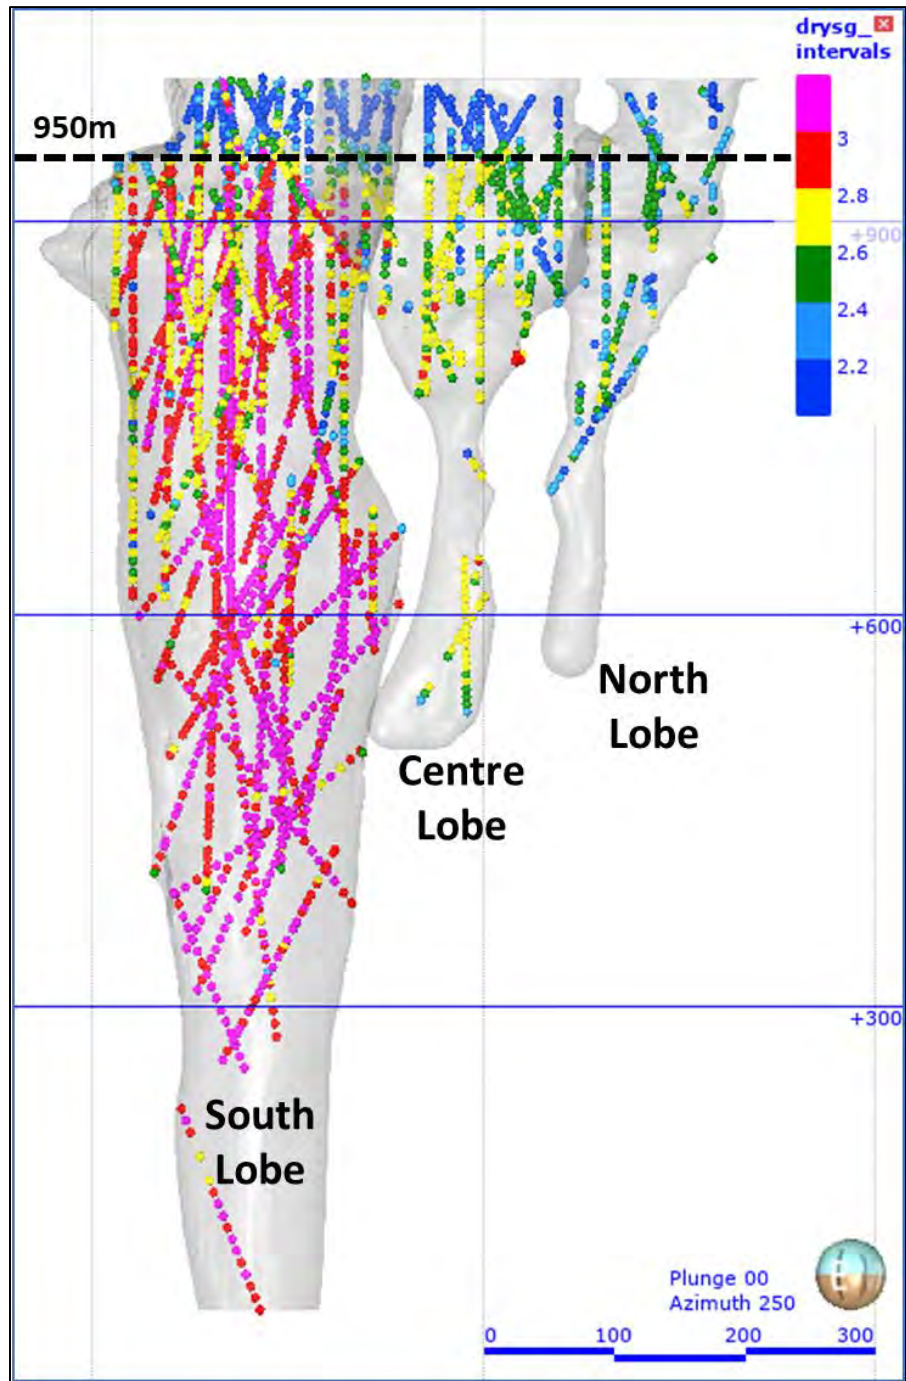 drysg_
intervals
950m
3
2.8
+900
2.6
2.4
2.2
+600
North
Lobe
Centre
Lobe
+300
South
Lobe
Plunge 00
Azimuth 250
0 100 200 300